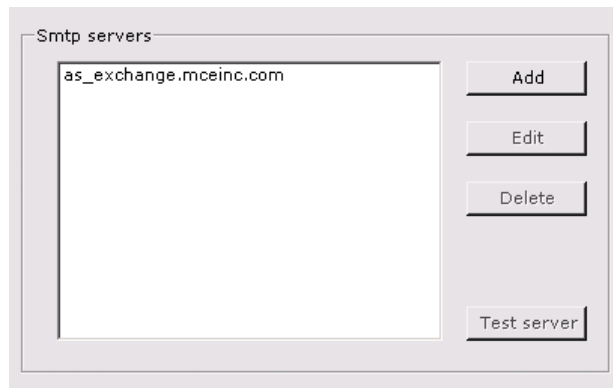 Smtp servers
as_exchange.mceinc.com
Add
Edit
Delete
Test server